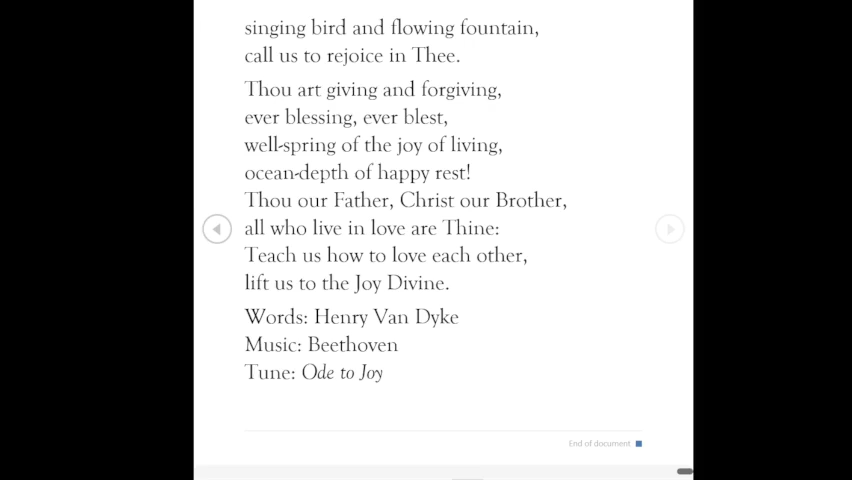 singing bird and flowing fountain,
call us to rejoice in Thee.
Thou art giving and forgiving,
ever blessing, ever blest,
well-spring of the joy of living,
ocean-depth of happy rest!
Thou our Father, Christ our Brother,
all who live in love are Thine:
Teach us how to love each other,
lift us to the Joy Divine.
Words: Henry Van Dyke
Music: Beethoven
Tune: Ode to Joy
End of document